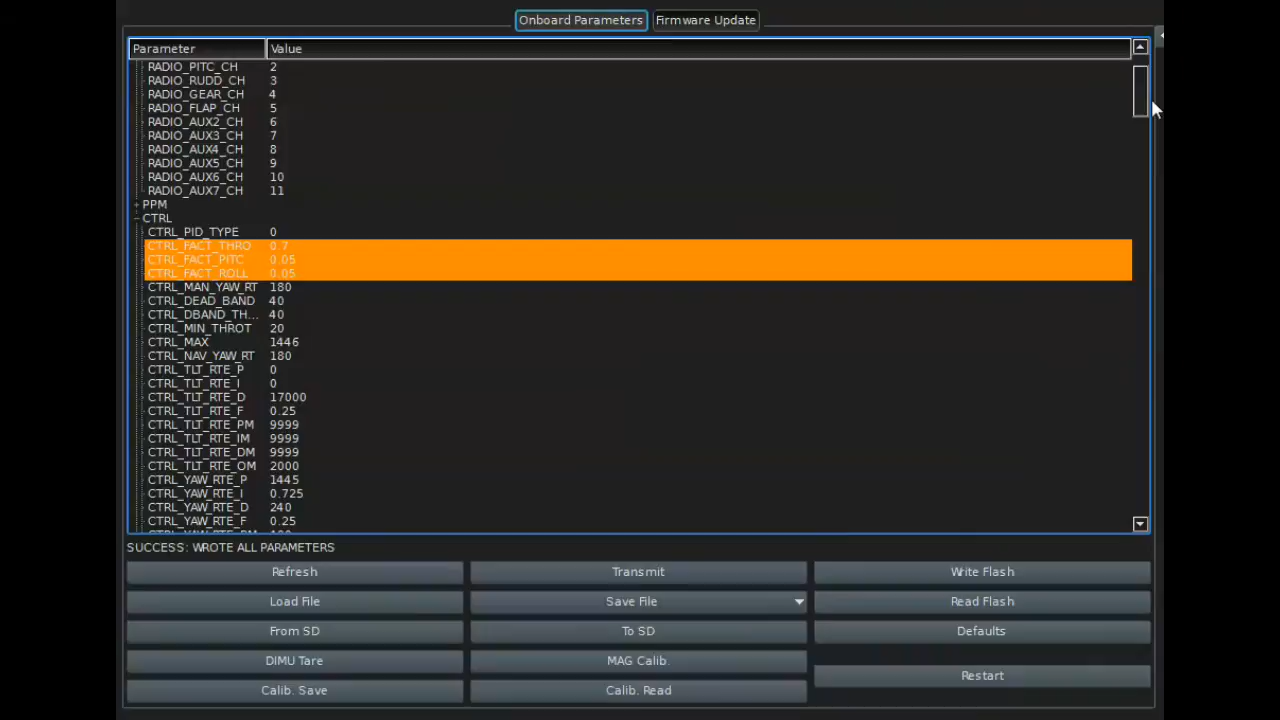 Onboard Parameters Firmware Update
Parameter Value
RADIO_PITC_CH 2
RADIO_RUDD_CH 3
RADIO_GEAR_CH 4
RADIO_FLAP_CH 5
RADIO_AUX2_CH 6
RADIO_AUX3_CH 7
RADIO_AUX4_CH 8
RADIO_AUX5_CH 9
RADIO_AUX6_CH 10
RADIO_AUX7_CH 11
PPM
CTRL
CTRL_PID_TYPE 0
CTRL_FACT_THRO 0.7
CTRL_FACT_PITC 0.05
CTRL_FACT_ROLL 0.05
CTRL_MAN_YAW_RT 180
CTRL_DEAD_BAND 40
CTRL_DBAND_TH... 40
CTRL_MIN_THROT 20
CTRL_MAX 1446
CTRL_NAV_YAW_RT 180
CTRL_TLT_RTE_P 0
CTRL_TLT_RTE_I 0
CTRL_TLT_RTE_D 17000
CTRL_TLT_RTE_F 0.25
CTRL_TLT_RTE_PM 9999
CTRL_TLT_RTE_IM 9999
CTRL_TLT_RTE_DM 9999
CTRL_TLT_RTE_OM 2000
CTRL_YAW_RTE_P 1445
CTRL_YAW_RTE_I 0.725
CTRL_YAW_RTE_D 240
CTRL_YAW_RTE_F 0.25
SUCCESS: WROTE ALL PARAMETERS
Refresh Transmit Write Flash
Load File Save File Read Flash
From SD To SD Defaults
DIMU Tare MAG Calib. Restart
Calib. Save Calib. Read